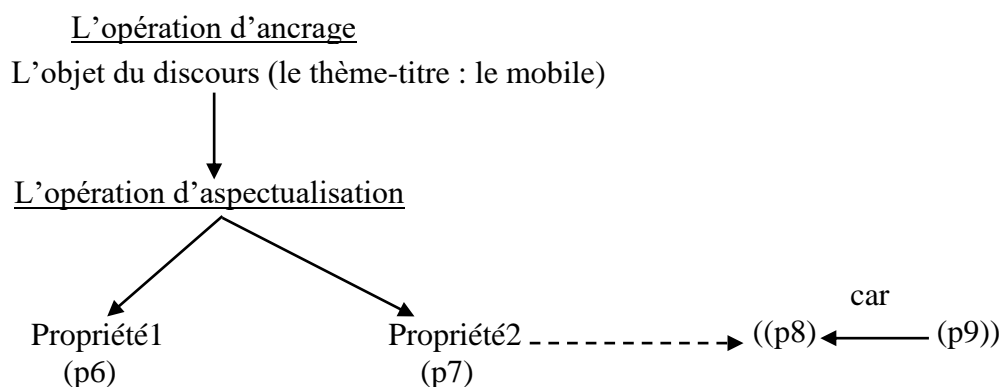 L’opération d’ancrage
L’objet du discours (le thème-titre : le mobile)
L’opération d’aspectualisation
car
Propriété1 Propriété2 ((p8) (p9))
(p6) (p7)